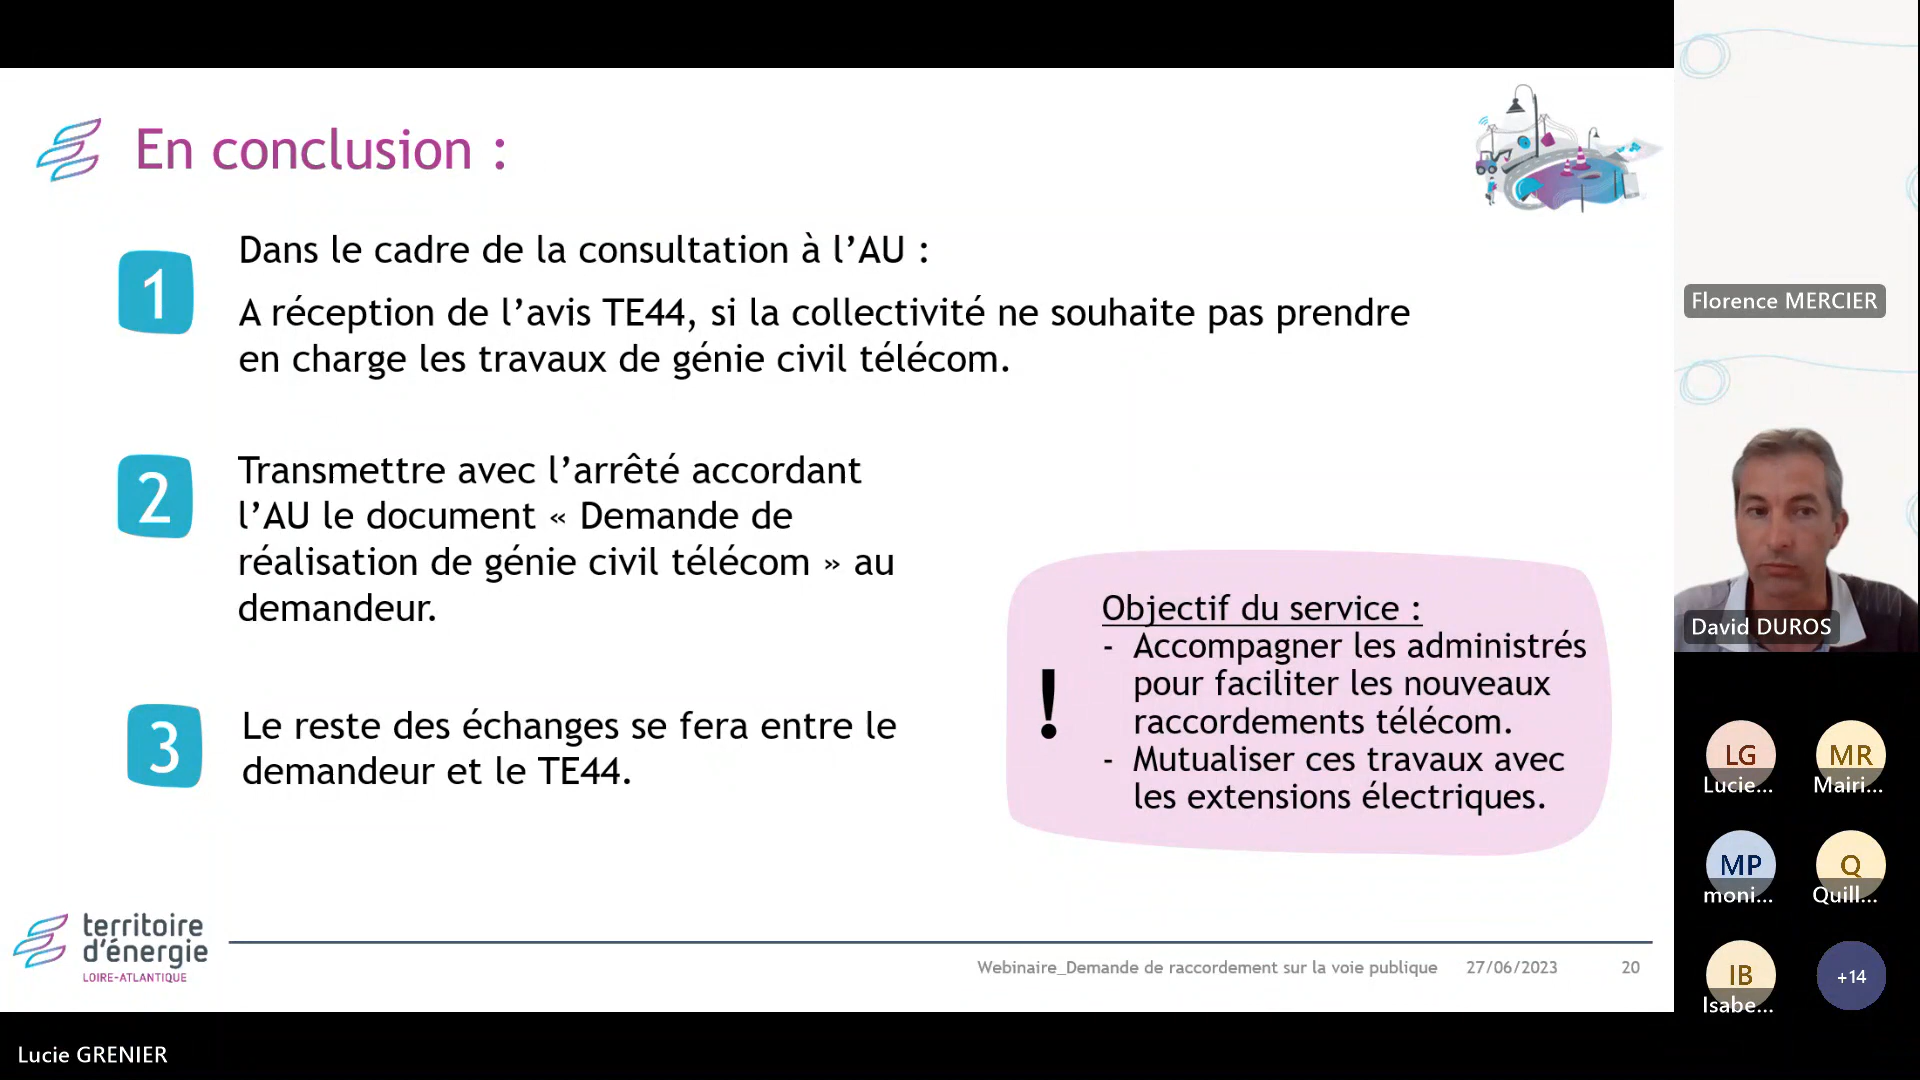 En conclusion :
1
Dans le cadre de la consultation à l’AU :
A réception de l’avis TE44, si la collectivité ne souhaite pas prendre
en charge les travaux de génie civil télécom.
2
Transmettre avec l’arrêté accordant
l’AU le document « Demande de
réalisation de génie civil télécom » au
demandeur.
3
Le reste des échanges se fera entre le
demandeur et le TE44.
!
Objectif du service :
- Accompagner les administrés
pour faciliter les nouveaux
raccordements télécom.
- Mutualiser ces travaux avec
les extensions électriques.
territoire
d’énergie
LOIRE-ATLANTIQUE
Webinaire_Demande de raccordement sur la voie publique 27/06/2023 20
Lucie GRENIER
Florence MERCIER
David DUROS
LG MR
Lucie... Mairi...
MP Q
moni... Quill...
IB +14
Isabe...